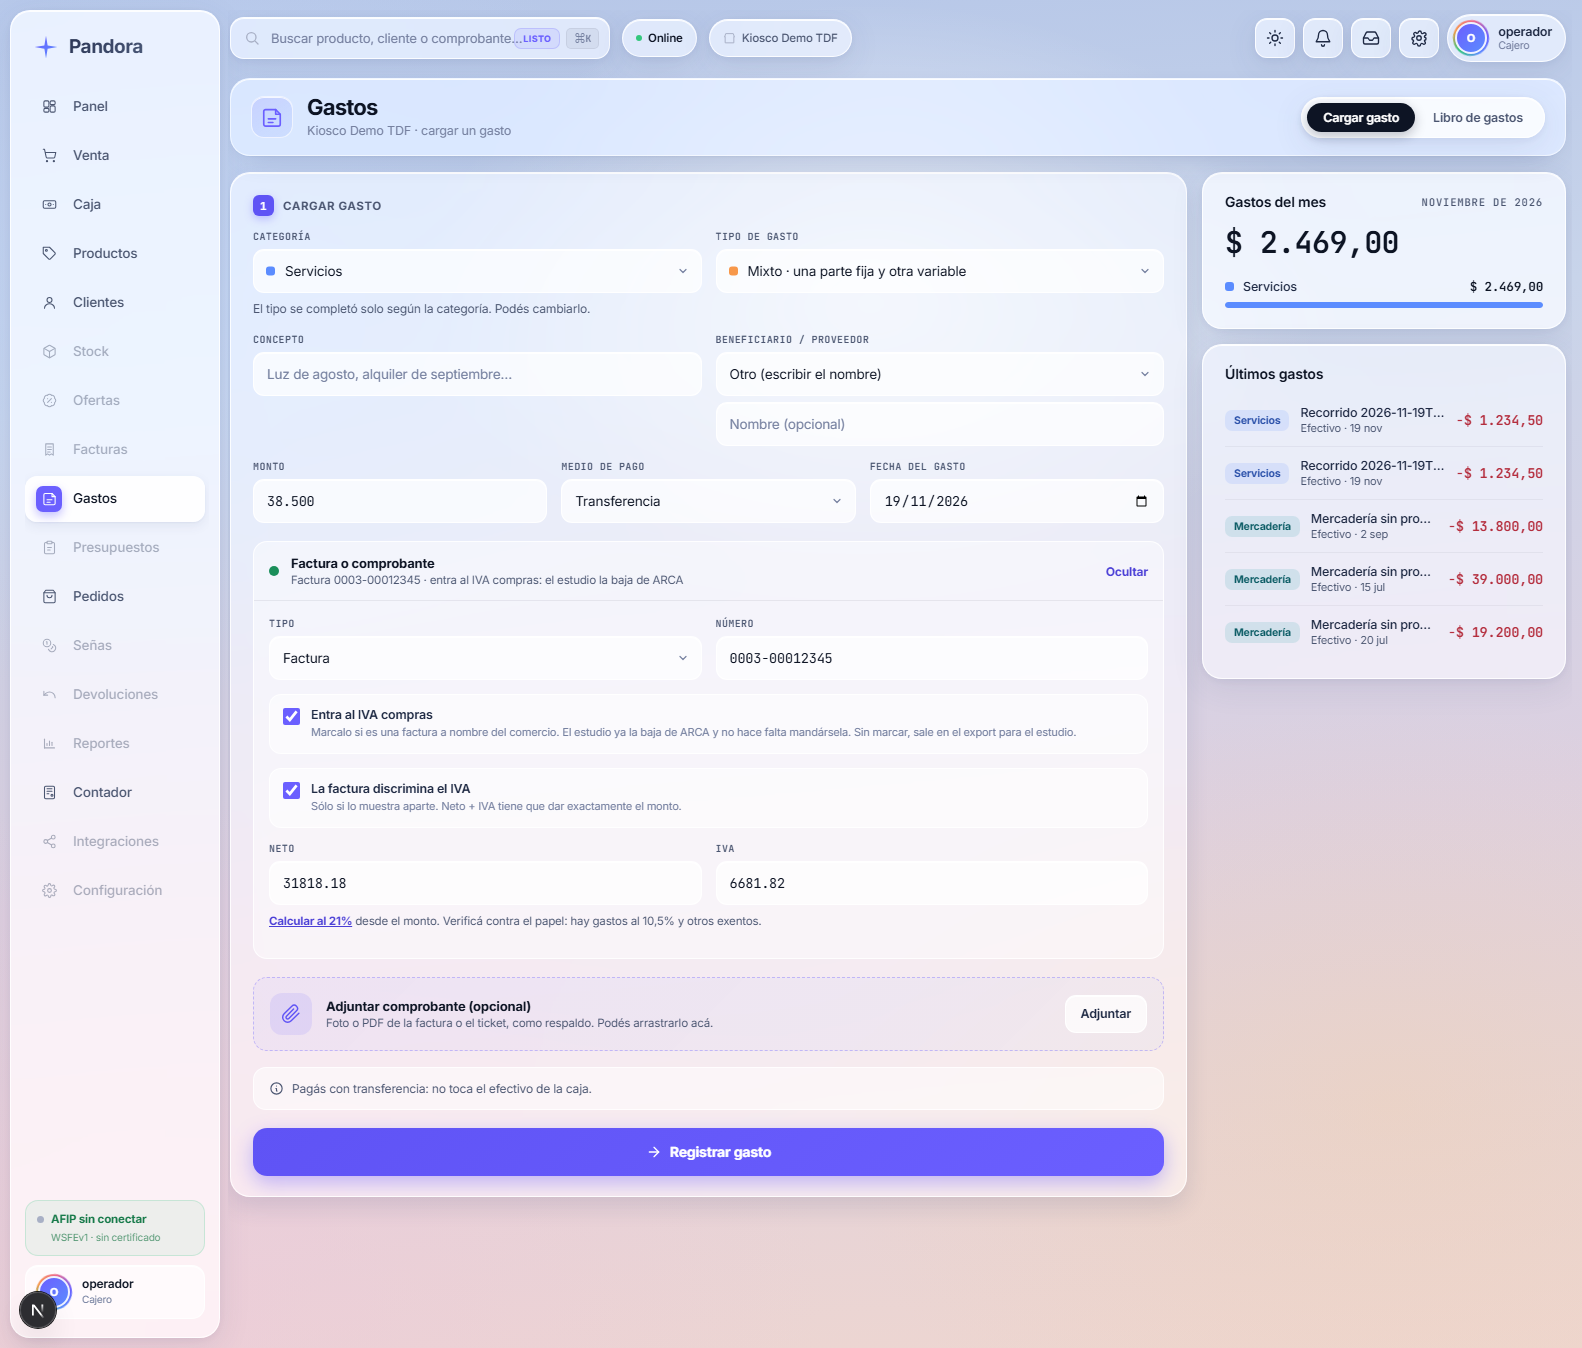 Pandora
Panel
Venta
Caja
Productos
Clientes
Stock
Ofertas
Facturas
Gastos
Presupuestos
Pedidos
Señas
Devoluciones
Reportes
Contador
Integraciones
Configuración
AFIP sin conectar
WSFEv1 · sin certificado
O
operador
Cajero
N
Buscar producto, cliente o comprobante...
LISTO
⌘K
Online
Kiosco Demo TDF
O
operador
Cajero
Gastos
Kiosco Demo TDF · cargar un gasto
Cargar gasto
Libro de gastos
1 CARGAR GASTO
CATEGORÍA
Servicios
TIPO DE GASTO
Mixto · una parte fija y otra variable
El tipo se completó solo según la categoría. Podés cambiarlo.
CONCEPTO
Luz de agosto, alquiler de septiembre...
BENEFICIARIO / PROVEEDOR
Otro (escribir el nombre)
Nombre (opcional)
MONTO
38.500
MEDIO DE PAGO
Transferencia
FECHA DEL GASTO
19/11/2026
Factura o comprobante
Factura 0003-00012345 · entra al IVA compras: el estudio la baja de ARCA
Ocultar
TIPO
Factura
NÚMERO
0003-00012345
Entra al IVA compras
Marcalo si es una factura a nombre del comercio. El estudio ya la baja de ARCA y no hace falta mandársela. Sin marcar, sale en el export para el estudio.
La factura discrimina el IVA
Sólo si lo muestra aparte. Neto + IVA tiene que dar exactamente el monto.
NETO
31818.18
IVA
6681.82
Calcular al 21% desde el monto. Verificá contra el papel: hay gastos al 10,5% y otros exentos.
Adjuntar comprobante (opcional)
Foto o PDF de la factura o el ticket, como respaldo. Podés arrastrarlo acá.
Adjuntar
Pagás con transferencia: no toca el efectivo de la caja.
Registrar gasto
Gastos del mes
NOVIEMBRE DE 2026
$ 2.469,00
Servicios
$ 2.469,00
Últimos gastos
Servicios
Recorrido 2026-11-19T...
Efectivo · 19 nov
-$ 1.234,50
Servicios
Recorrido 2026-11-19T...
Efectivo · 19 nov
-$ 1.234,50
Mercadería
Mercadería sin pro...
Efectivo · 2 sep
-$ 13.800,00
Mercadería
Mercadería sin pro...
Efectivo · 15 jul
-$ 39.000,00
Mercadería
Mercadería sin pro...
Efectivo · 20 jul
-$ 19.200,00